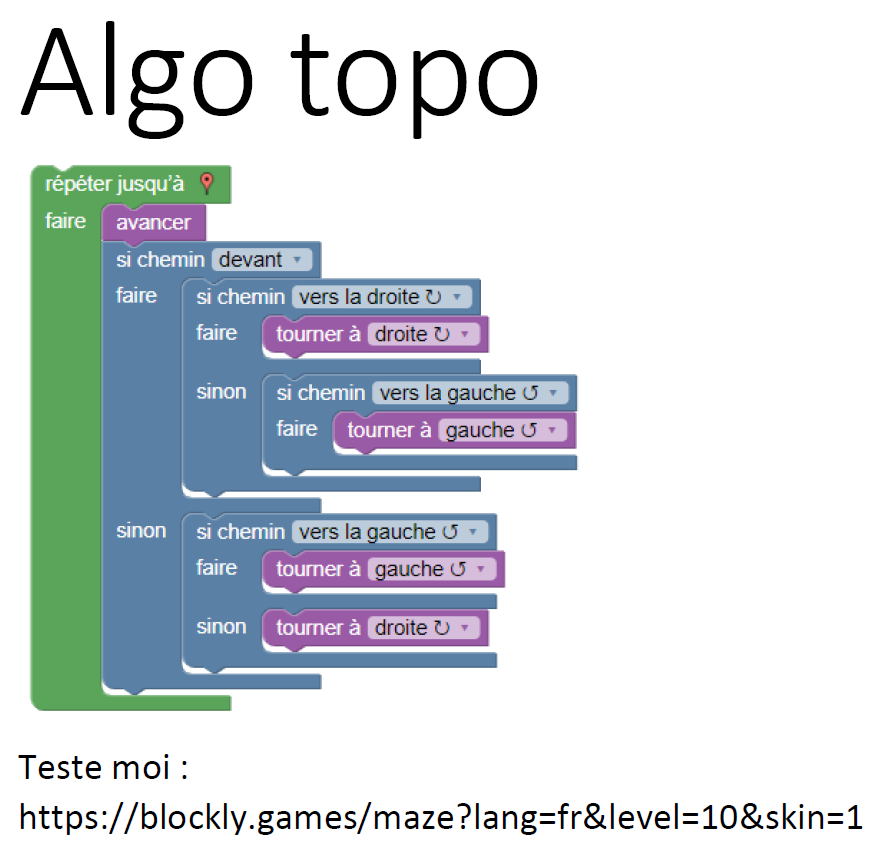 Algo topo
répéter jusqu'à
faire avancer
si chemin devant
faire si chemin vers la droite ↻
faire tourner à droite ↻
sinon si chemin vers la gauche ↺
faire tourner à gauche ↺
sinon si chemin vers la gauche ↺
faire tourner à gauche ↺
sinon tourner à droite ↻
Teste moi :
https://blockly.games/maze?lang=fr&level=10&skin=1